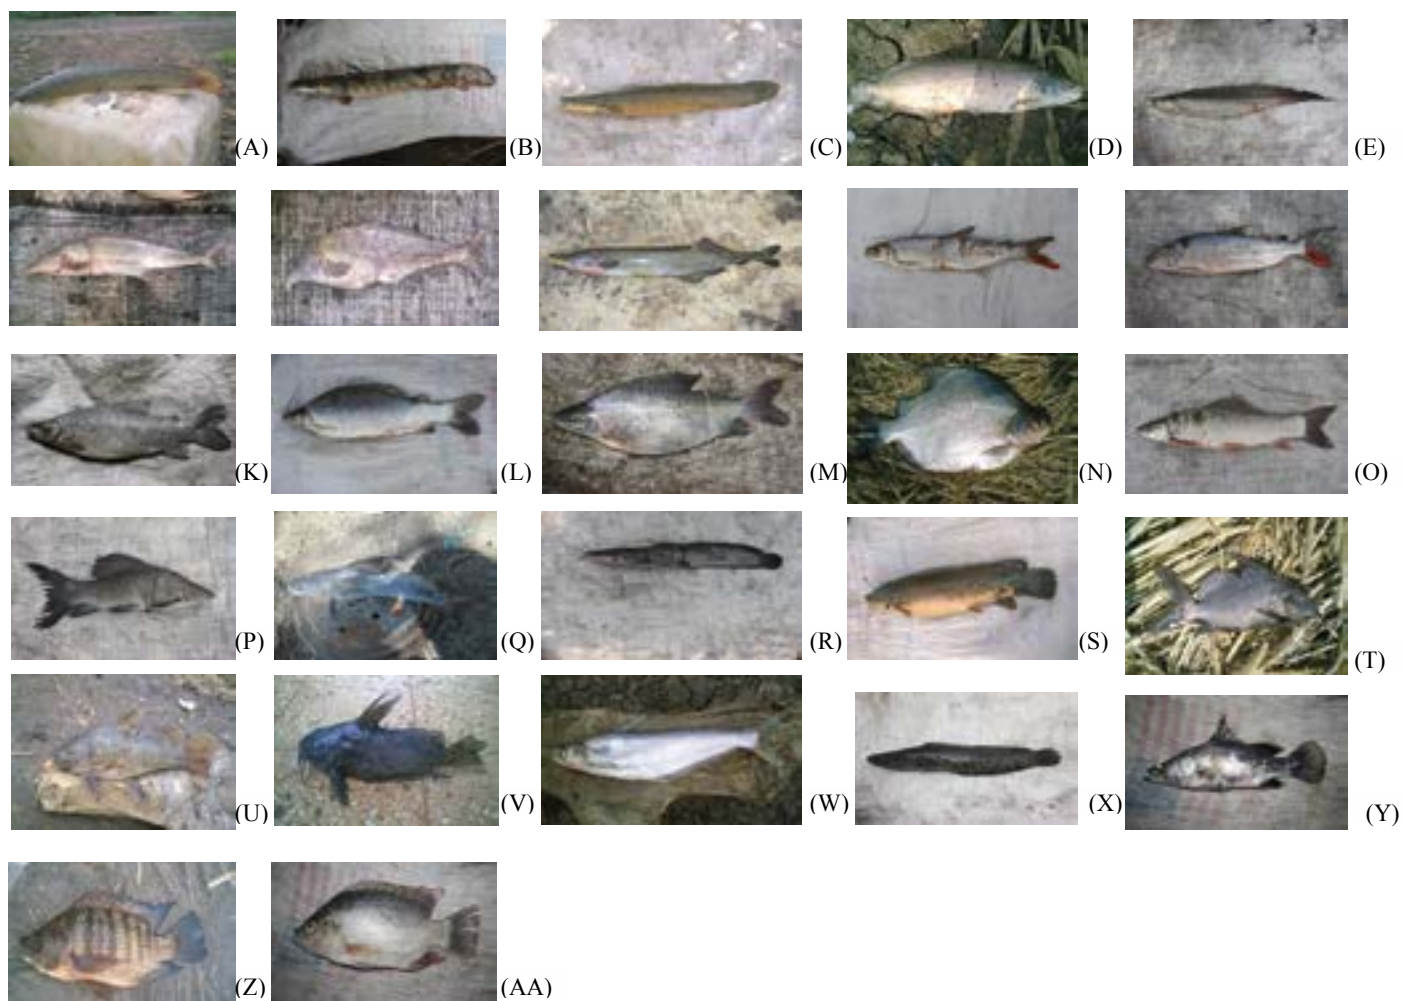 (A) (B) (C) (D) (E)
(K) (L) (M) (N) (O)
(P) (Q) (R) (S) (T)
(U) (V) (W) (X) (Y)
(Z) (AA)